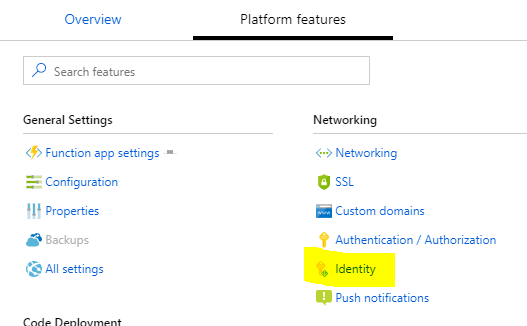 Overview
Platform features
Search features
General Settings
Function app settings
Configuration
Properties
Backups
All settings
Code Deployment
Networking
Networking
SSL
Custom domains
Authentication / Authorization
Identity
Push notifications